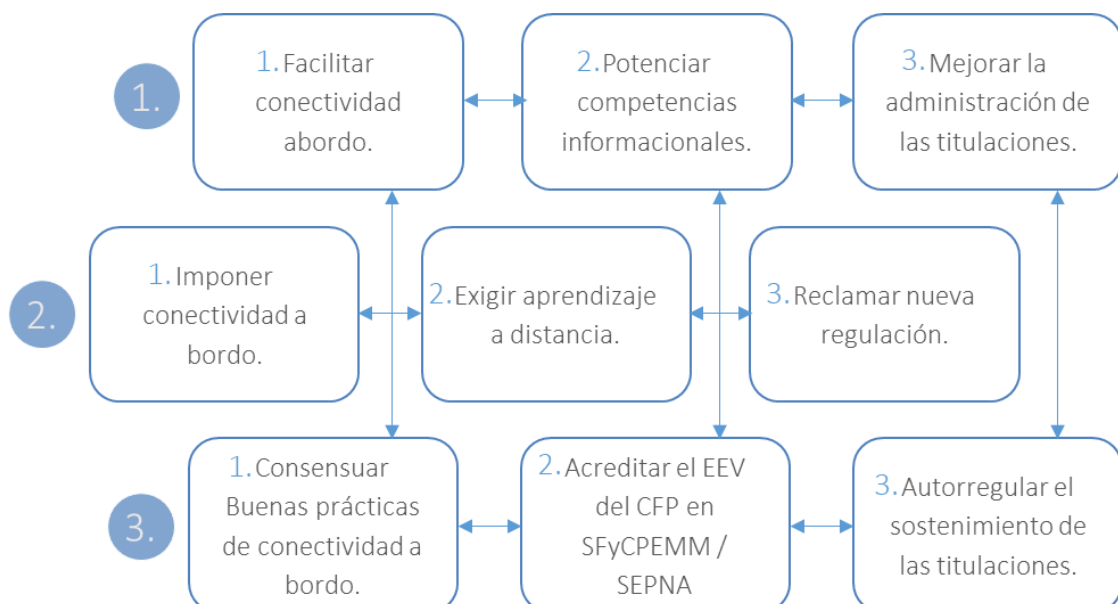 1.
1. Facilitar
conectividad
abordo.
2. Potenciar
competencias
informacionales.
3. Mejorar la
administración de
las titulaciones.
2.
1. Imponer
conectividad a
bordo.
2. Exigir aprendizaje
a distancia.
3. Reclamar nueva
regulación.
3.
1. Consensuar
Buenas prácticas
de conectividad a
bordo.
2. Acreditar el EEV
del CFP en
SFyCPEMM /
SEPNA
3. Autorregular el
sostenimiento de
las titulaciones.